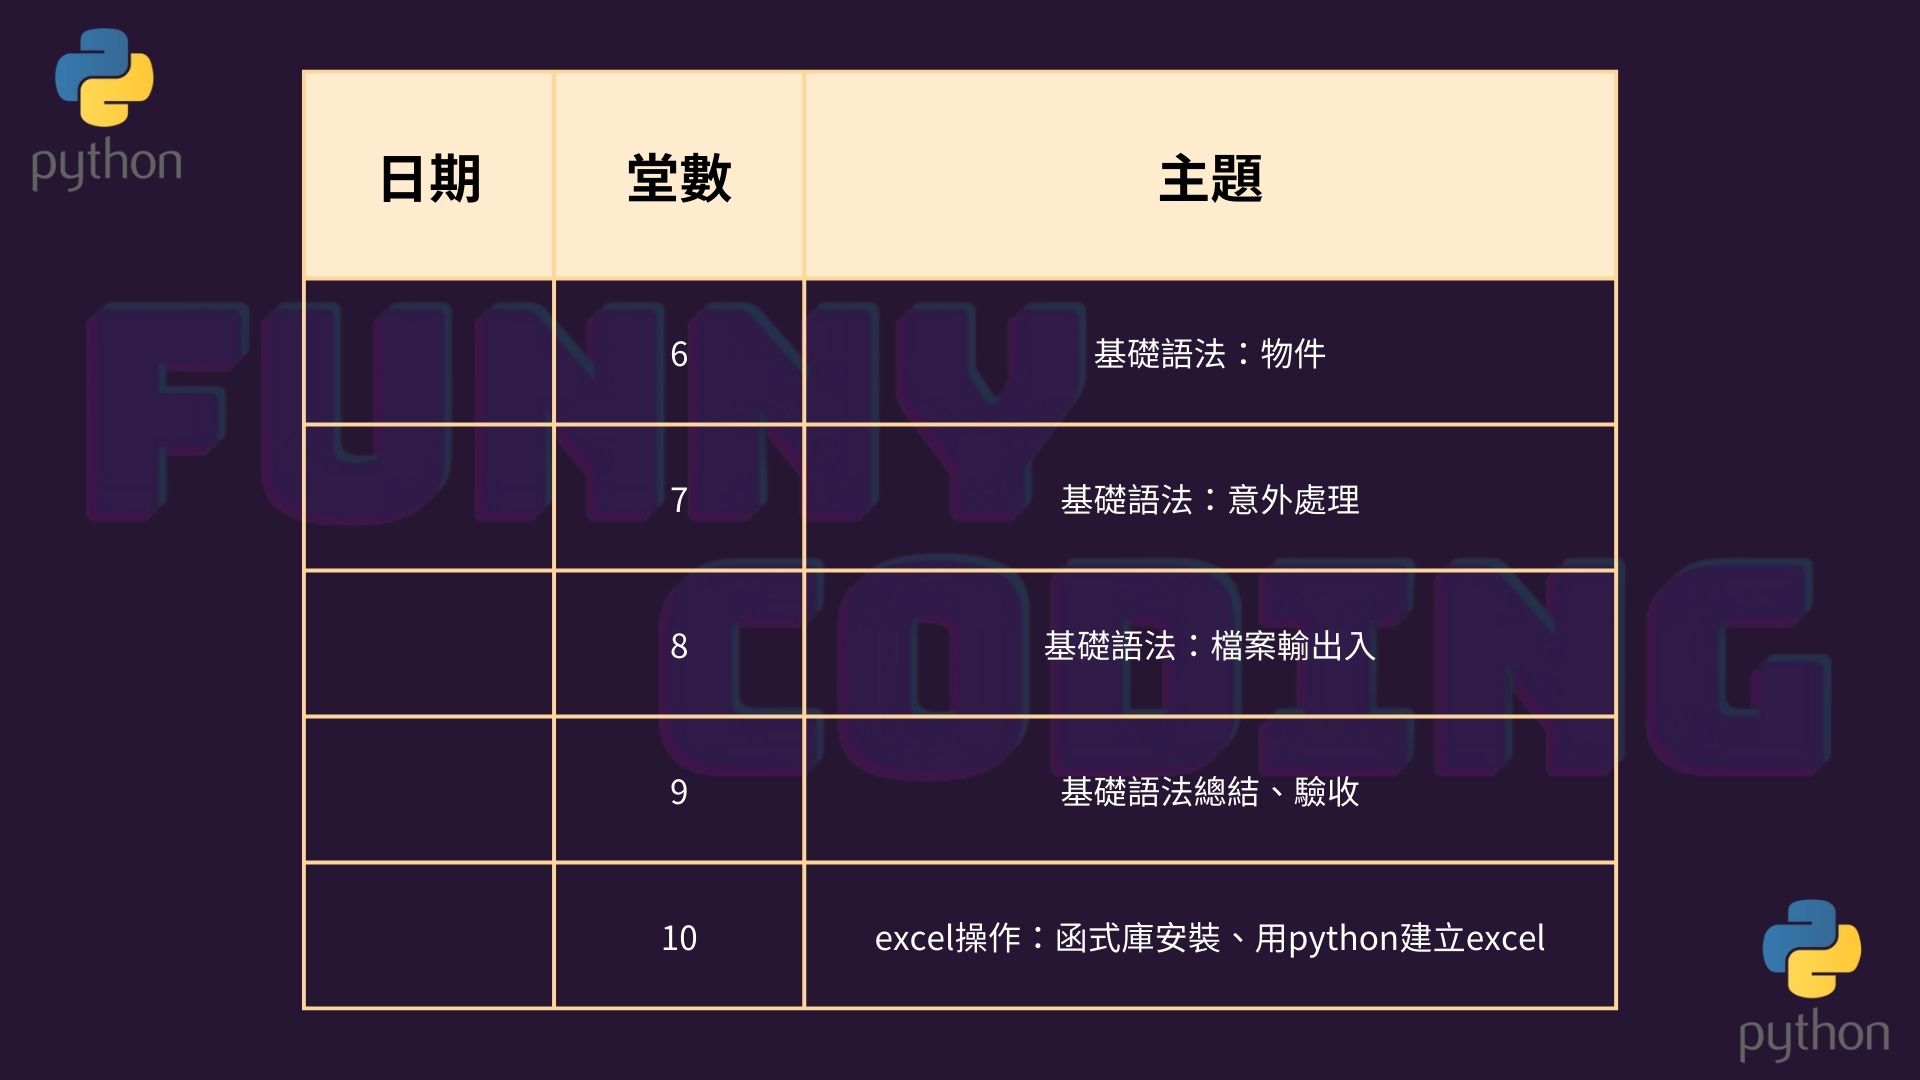 python
日期 堂數 主題
6 基礎語法：物件
7 基礎語法：意外處理
8 基礎語法：檔案輸出入
9 基礎語法總結、驗收
10 excel操作：函式庫安裝、用python建立excel
FUNNY
CODING
python